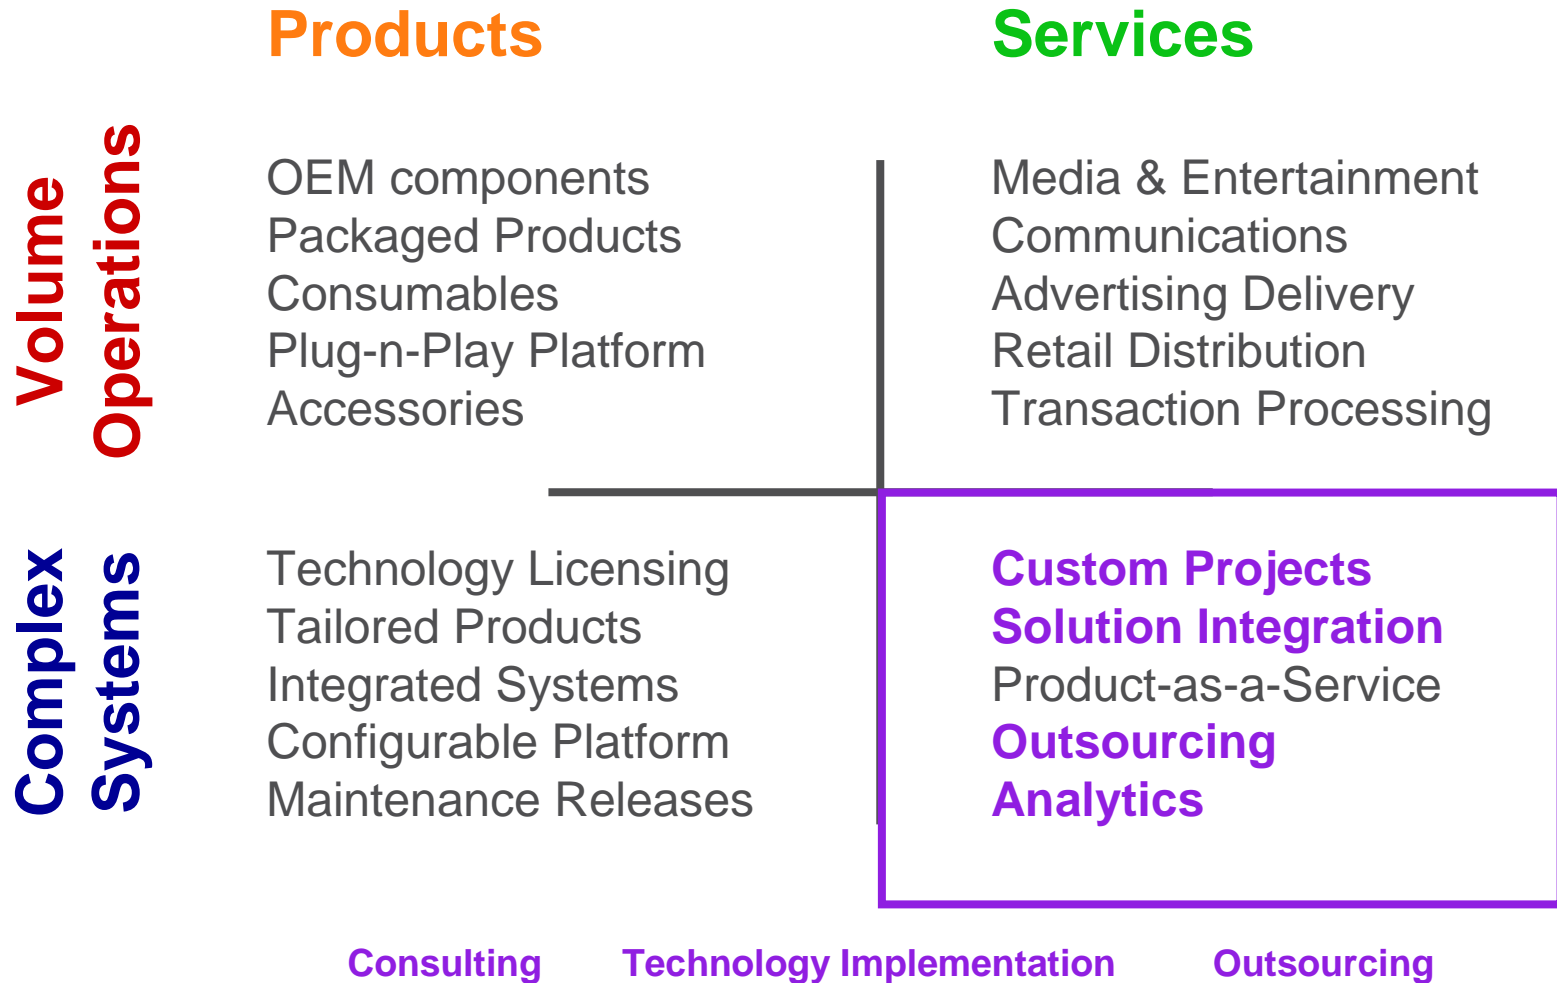 Products
Services
Volume
Operations
OEM components
Packaged Products
Consumables
Plug-n-Play Platform
Accessories
Media & Entertainment
Communications
Advertising Delivery
Retail Distribution
Transaction Processing
Complex
Systems
Technology Licensing
Tailored Products
Integrated Systems
Configurable Platform
Maintenance Releases
Custom Projects
Solution Integration
Product-as-a-Service
Outsourcing
Analytics
Consulting
Technology Implementation
Outsourcing